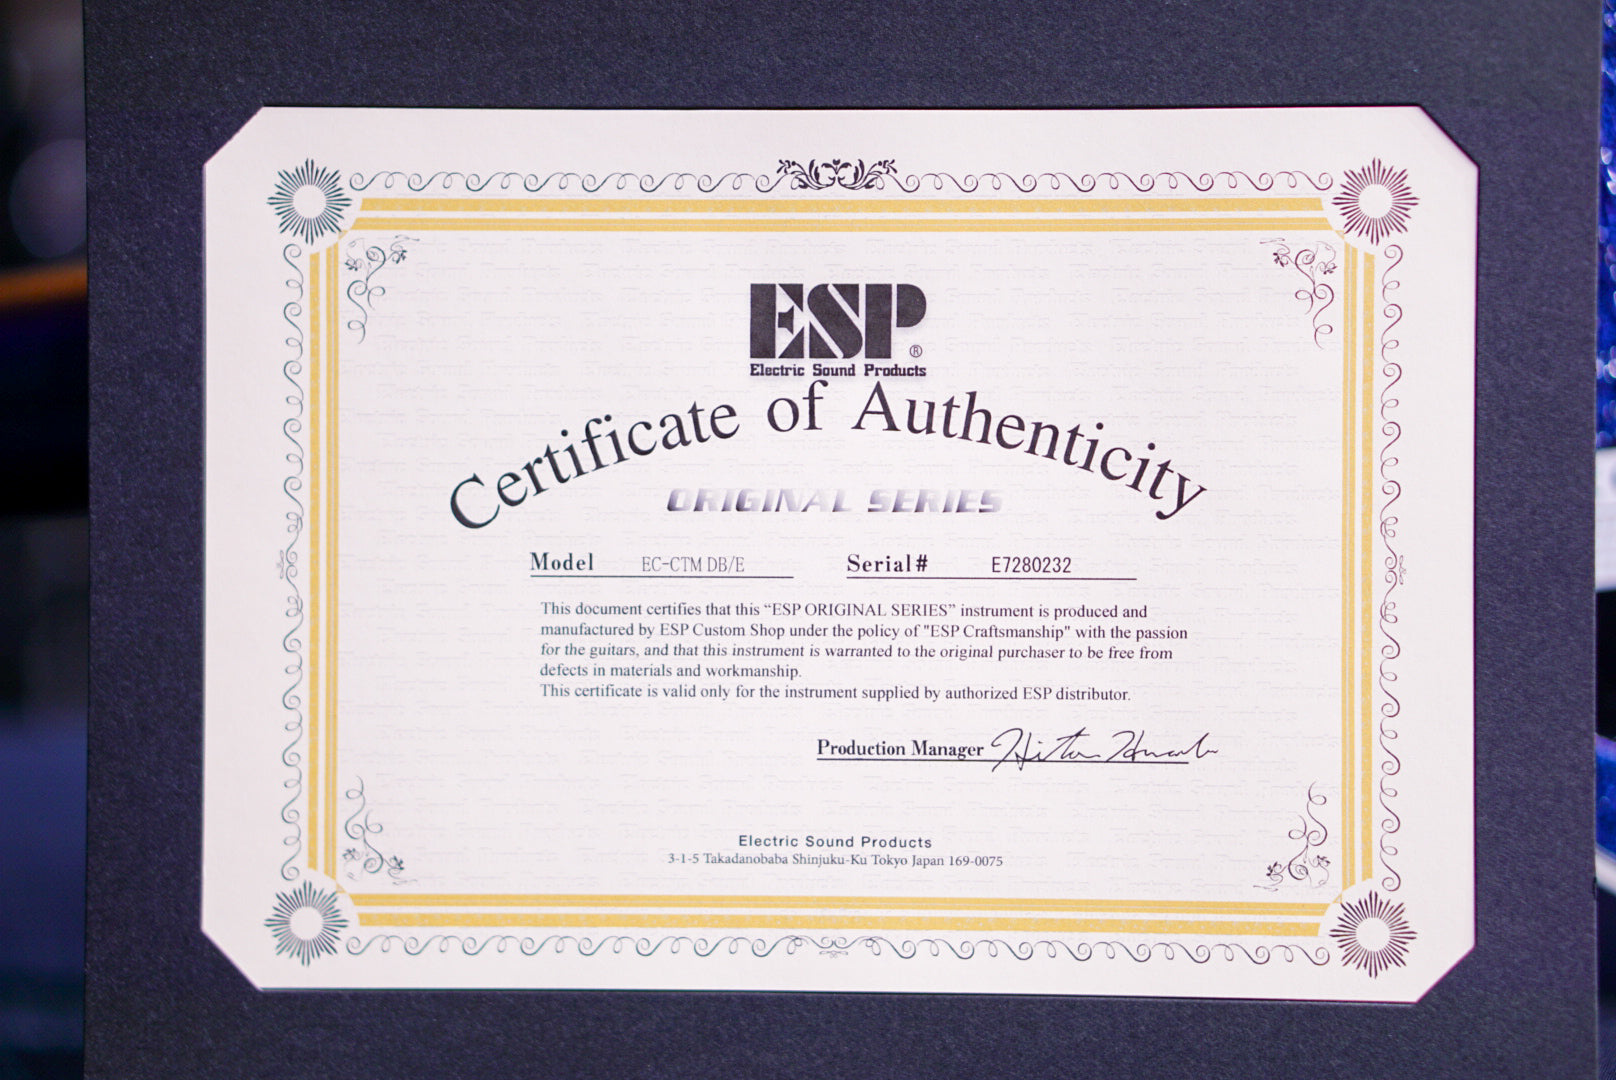 ESP®
Electric Sound Products
Certificate of Authenticity
ORIGINAL SERIES
Model EC-CTM DB/E Serial# E7280232
This document certifies that this “ESP ORIGINAL SERIES” instrument is produced and
manufactured by ESP Custom Shop under the policy of "ESP Craftsmanship" with the passion
for the guitars, and that this instrument is warranted to the original purchaser to be free from
defects in materials and workmanship.
This certificate is valid only for the instrument supplied by authorized ESP distributor.
Production Manager
Electric Sound Products
3-1-5 Takadanobaba Shinjuku-Ku Tokyo Japan 169-0075